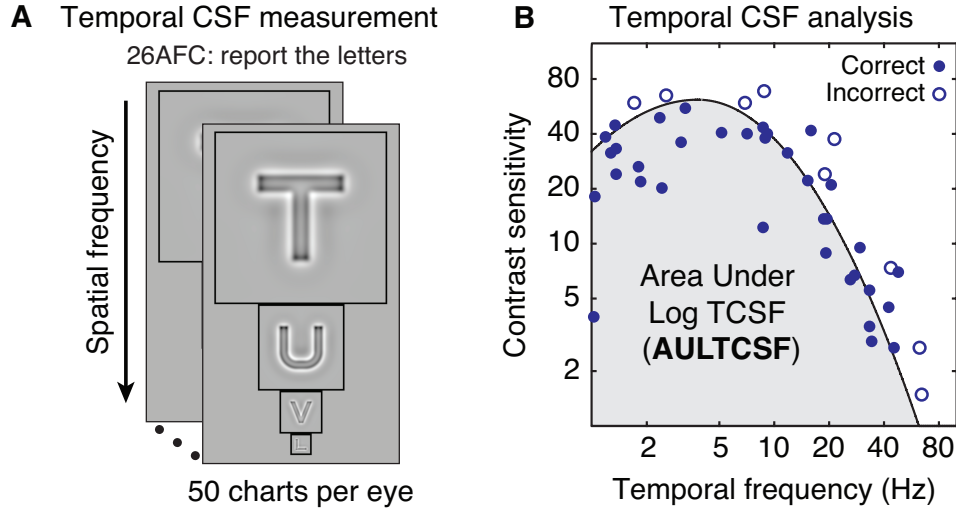 A Temporal CSF measurement
26AFC: report the letters
Spatial frequency
T
U
V
L
50 charts per eye
B Temporal CSF analysis
Correct
Incorrect
Contrast sensitivity
80
40
20
10
5
2
Area Under
Log TCSF
(AULTCSF)
2 5 10 20 40 80
Temporal frequency (Hz)